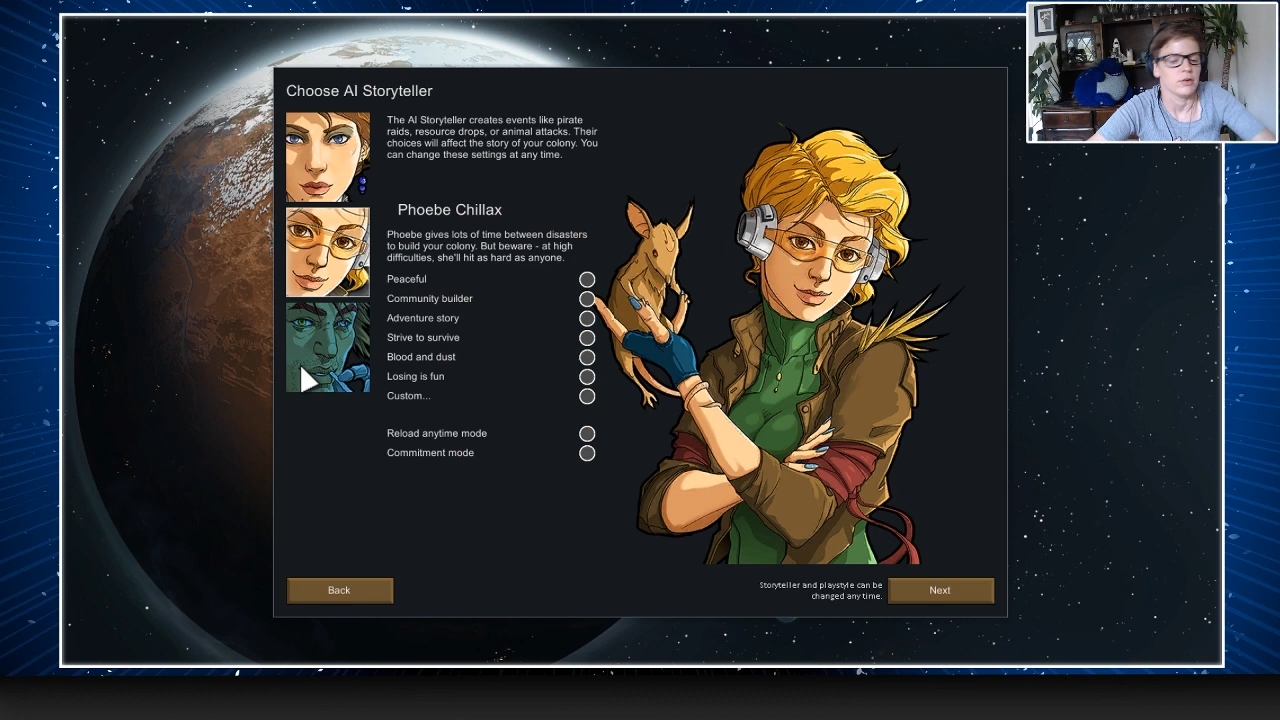 Choose AI Storyteller
The AI Storyteller creates events like pirate
raids, resource drops, or animal attacks. Their
choices will affect the story of your colony. You
can change these settings at any time.
Phoebe Chillax
Phoebe gives lots of time between disasters
to build your colony. But beware - at high
difficulties, she'll hit as hard as anyone.
Peaceful
Community builder
Adventure story
Strive to survive
Blood and dust
Losing is fun
Custom...
Reload anytime mode
Commitment mode
Back
Storyteller and playstyle can be
changed any time.
Next